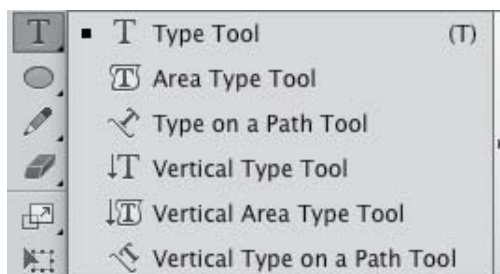 Type Tool (T)
Area Type Tool
Type on a Path Tool
Vertical Type Tool
Vertical Area Type Tool
Vertical Type on a Path Tool